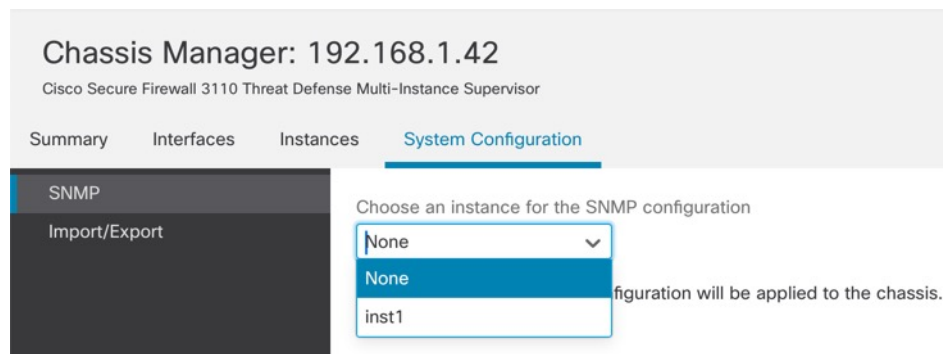 Chassis Manager: 192.168.1.42
Cisco Secure Firewall 3110 Threat Defense Multi-Instance Supervisor
Summary Interfaces Instances System Configuration
SNMP
Import/Export
Choose an instance for the SNMP configuration
None
None
inst1
figuration will be applied to the chassis.